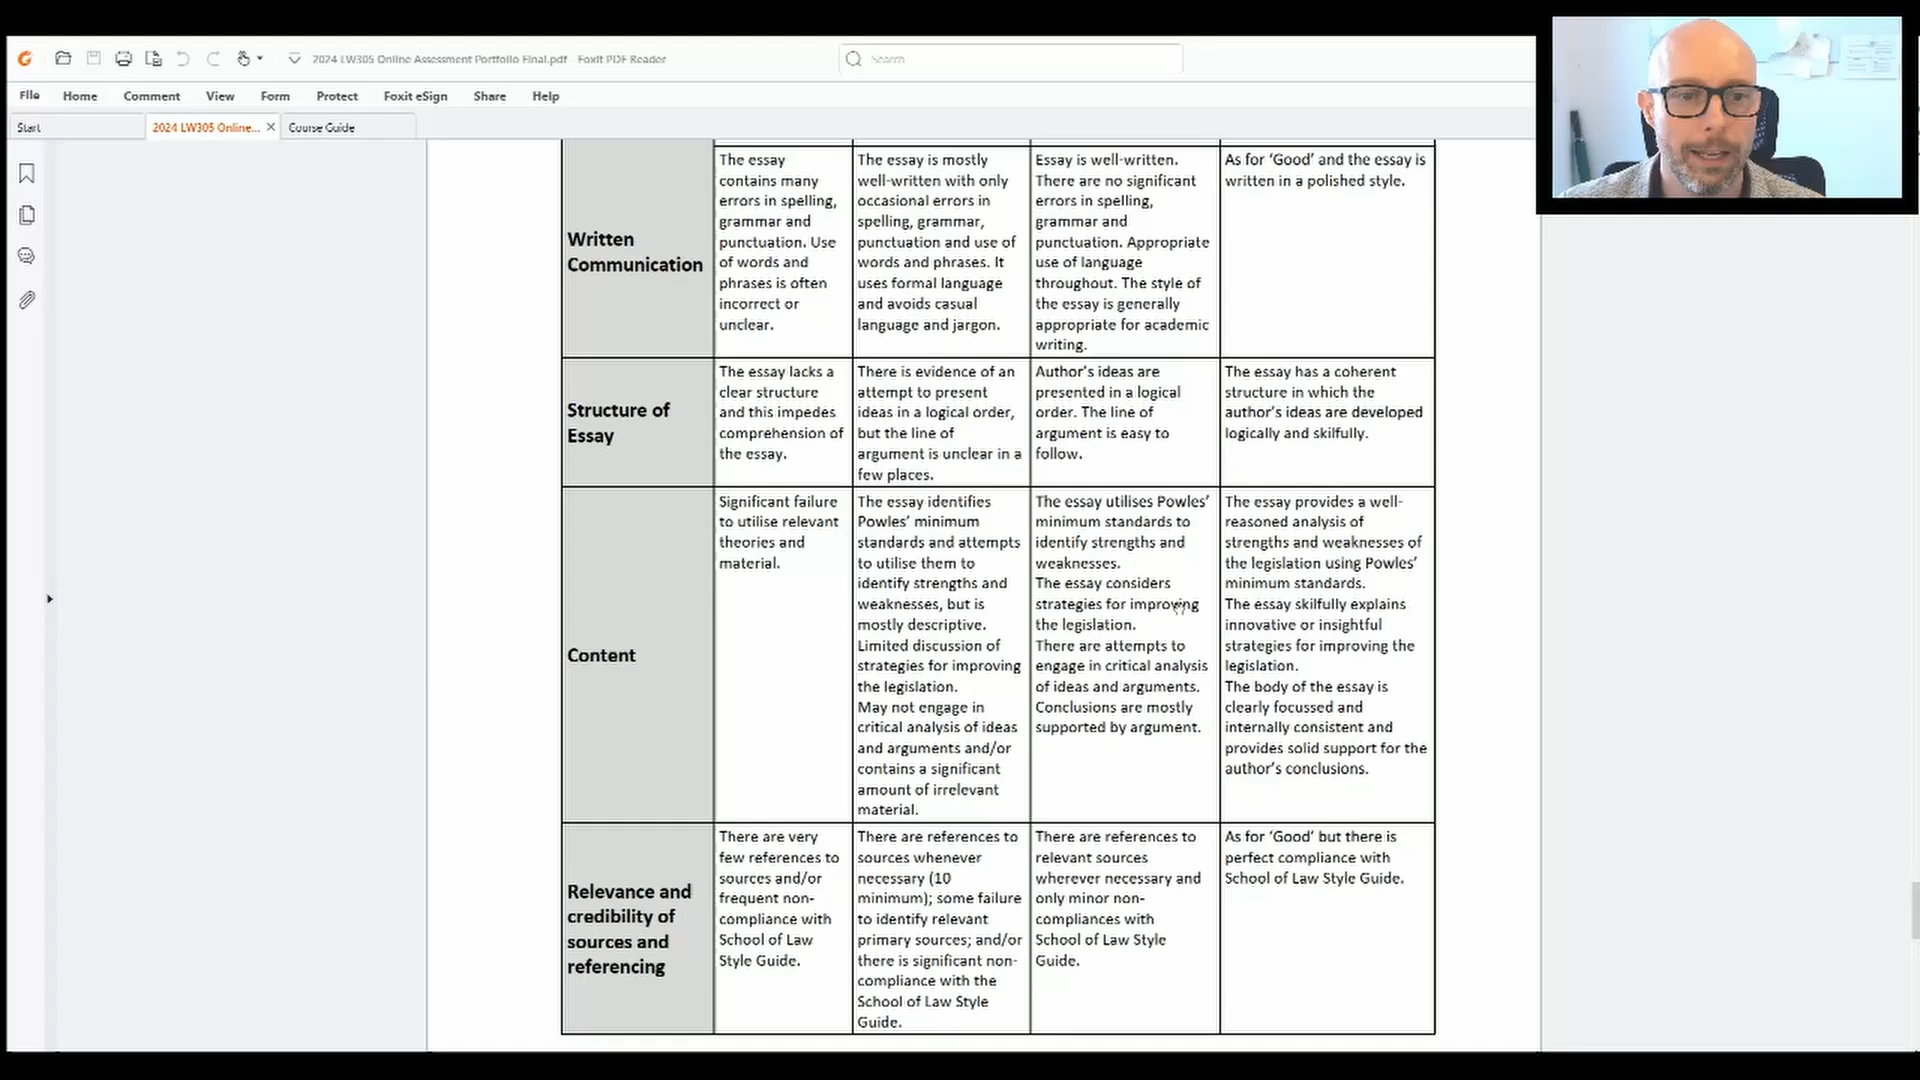 2024 LW305 Online Assessment Portfolio Final.pdf - Foxit PDF Reader
Search
File Home Comment View Form Protect Foxit eSign Share Help
Start
2024 LW305 Online...
Course Guide
Written
Communication
The essay
contains many
errors in spelling,
grammar and
punctuation. Use
of words and
phrases is often
incorrect or
unclear.
The essay is mostly
well-written with only
occasional errors in
spelling, grammar,
punctuation and use of
words and phrases. It
uses formal language
and avoids casual
language and jargon.
Essay is well-written.
There are no significant
errors in spelling,
grammar and
punctuation. Appropriate
use of language
throughout. The style of
the essay is generally
appropriate for academic
writing.
As for ‘Good’ and the essay is
written in a polished style.
Structure of
Essay
The essay lacks a
clear structure
and this impedes
comprehension of
the essay.
There is evidence of an
attempt to present
ideas in a logical order,
but the line of
argument is unclear in a
few places.
Author’s ideas are
presented in a logical
order. The line of
argument is easy to
follow.
The essay has a coherent
structure in which the
author’s ideas are developed
logically and skilfully.
Content
Significant failure
to utilise relevant
theories and
material.
The essay identifies
Powles’ minimum
standards and attempts
to utilise them to
identify strengths and
weaknesses, but is
mostly descriptive.
Limited discussion of
strategies for improving
the legislation.
May not engage in
critical analysis of ideas
and arguments and/or
contains a significant
amount of irrelevant
material.
The essay utilises Powles’
minimum standards to
identify strengths and
weaknesses.
The essay considers
strategies for improving
the legislation.
There are attempts to
engage in critical analysis
of ideas and arguments.
Conclusions are mostly
supported by argument.
The essay provides a well-
reasoned analysis of
strengths and weaknesses of
the legislation using Powles’
minimum standards.
The essay skilfully explains
innovative or insightful
strategies for improving the
legislation.
The body of the essay is
clearly focussed and
internally consistent and
provides solid support for the
author’s conclusions.
Relevance and
credibility of
sources and
referencing
There are very
few references to
sources and/or
frequent non-
compliance with
School of Law
Style Guide.
There are references to
sources whenever
necessary (10
minimum); some failure
to identify relevant
primary sources; and/or
there is significant non-
compliance with the
School of Law Style
Guide.
There are references to
relevant sources
wherever necessary and
only minor non-
compliances with
School of Law Style
Guide.
As for ‘Good’ but there is
perfect compliance with
School of Law Style Guide.